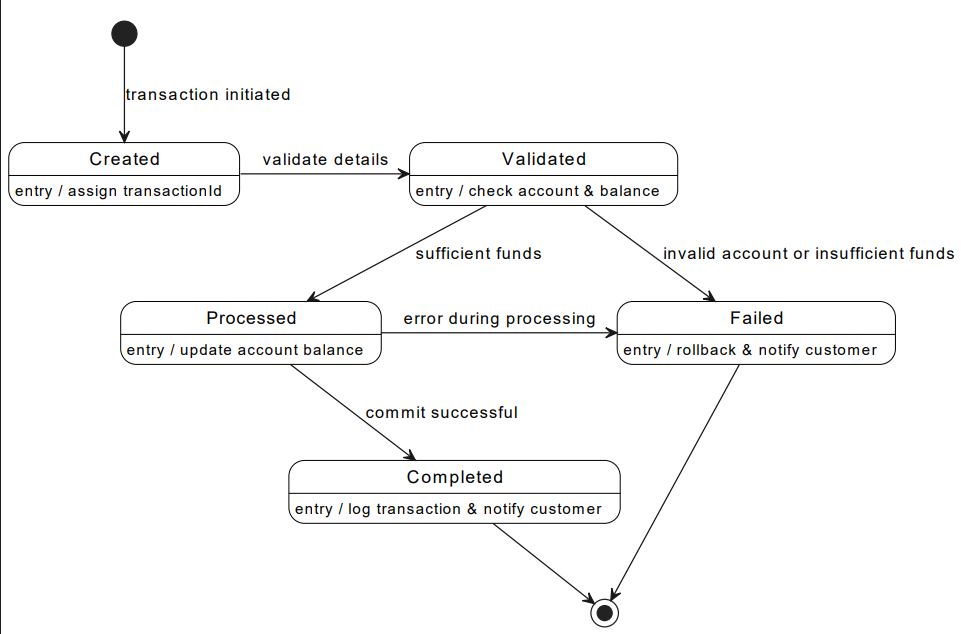 transaction initiated
Created
entry / assign transactionId
validate details
Validated
entry / check account & balance
sufficient funds
invalid account or insufficient funds
Processed
entry / update account balance
error during processing
Failed
entry / rollback & notify customer
commit successful
Completed
entry / log transaction & notify customer